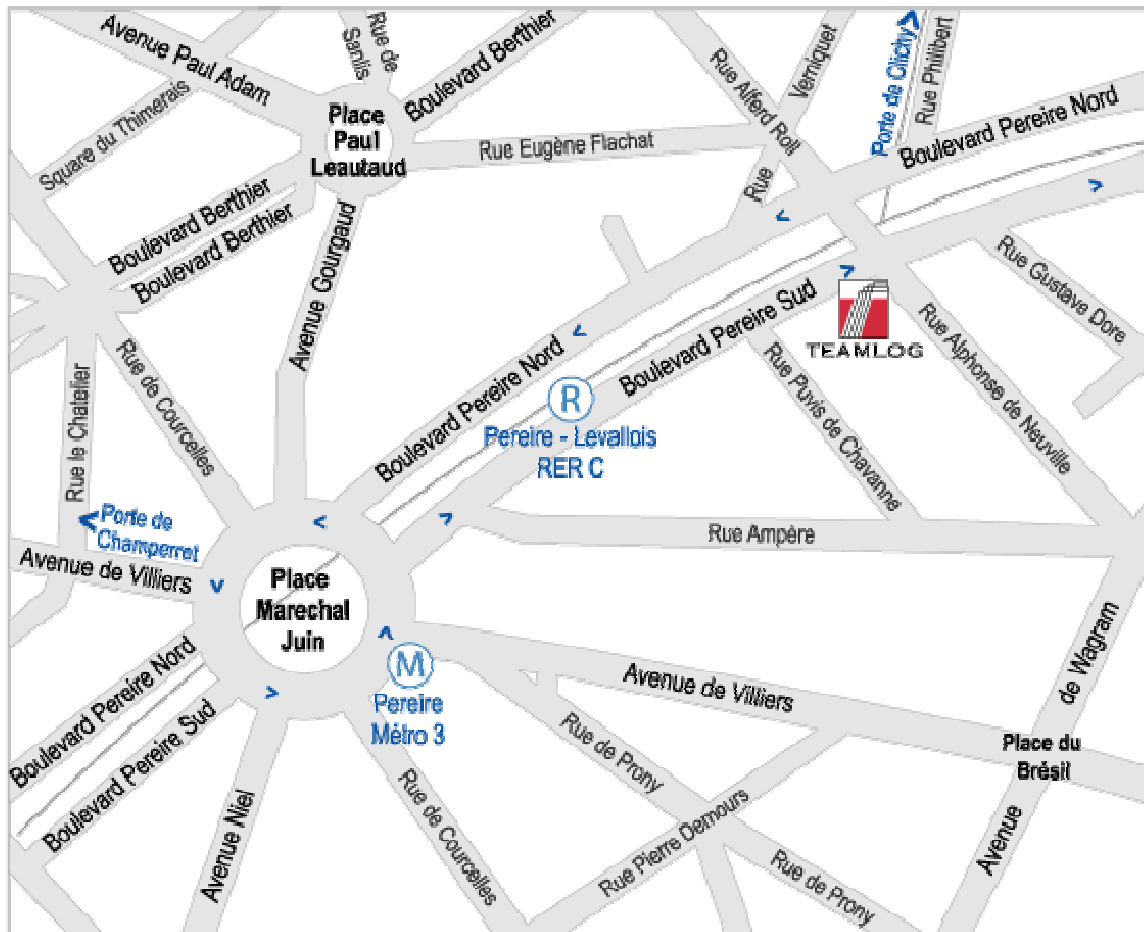 Avenue Paul Adam
Rue de
Sanlis
Boulevard Berthier
Square du Thimerais
Place
Paul
Leautaud
Rue Eugène Flachat
Rue Alferd Roll
Rue
Verniquet
Porte de Clichy
Rue Philibert
Boulevard Pereire Nord
Boulevard Berthier
Boulevard Berthier
Avenue Gourgaud
Rue Gustave Dore
Boulevard Pereire Sud
TEAMLOG
Rue Alphonse de Neuville
Rue Puvis de Chavanne
Boulevard Pereire Nord
R
Pereire - Levallois
RER C
Rue le Chatelier
Rue de Courcelles
Porte de
Champerret
Avenue de Villiers
Rue Ampère
Place
Marechal
Juin
M
Pereire
Métro 3
Avenue de Villiers
Boulevard Pereire Nord
Boulevard Pereire Sud
Avenue Niel
Rue de Courcelles
Rue de Prony
Rue Pierre Demours
Rue de Prony
Place du
Brésil
Avenue
de Wagram